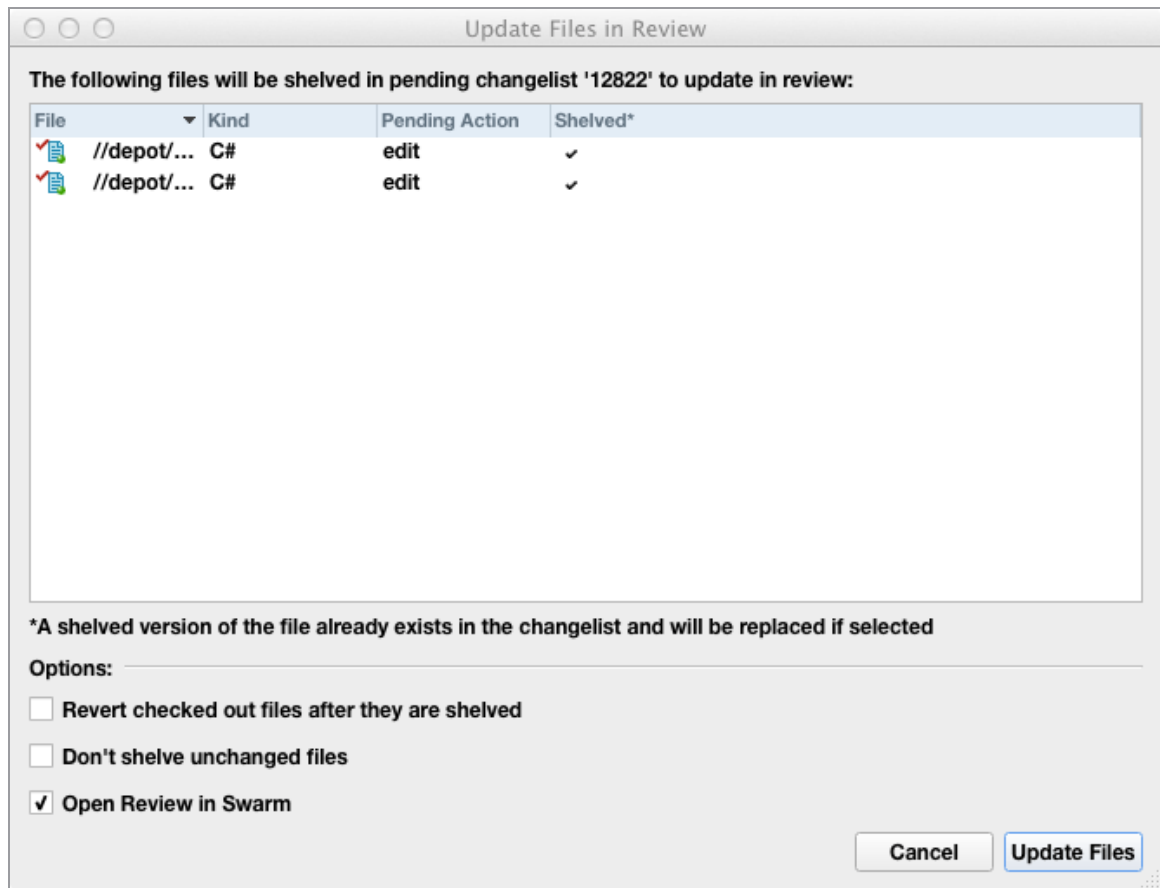 Update Files in Review
The following files will be shelved in pending changelist '12822' to update in review:
File Kind Pending Action Shelved*
//depot/... C# edit
//depot/... C# edit
*A shelved version of the file already exists in the changelist and will be replaced if selected
Options:
Revert checked out files after they are shelved
Don't shelve unchanged files
Open Review in Swarm
Cancel Update Files